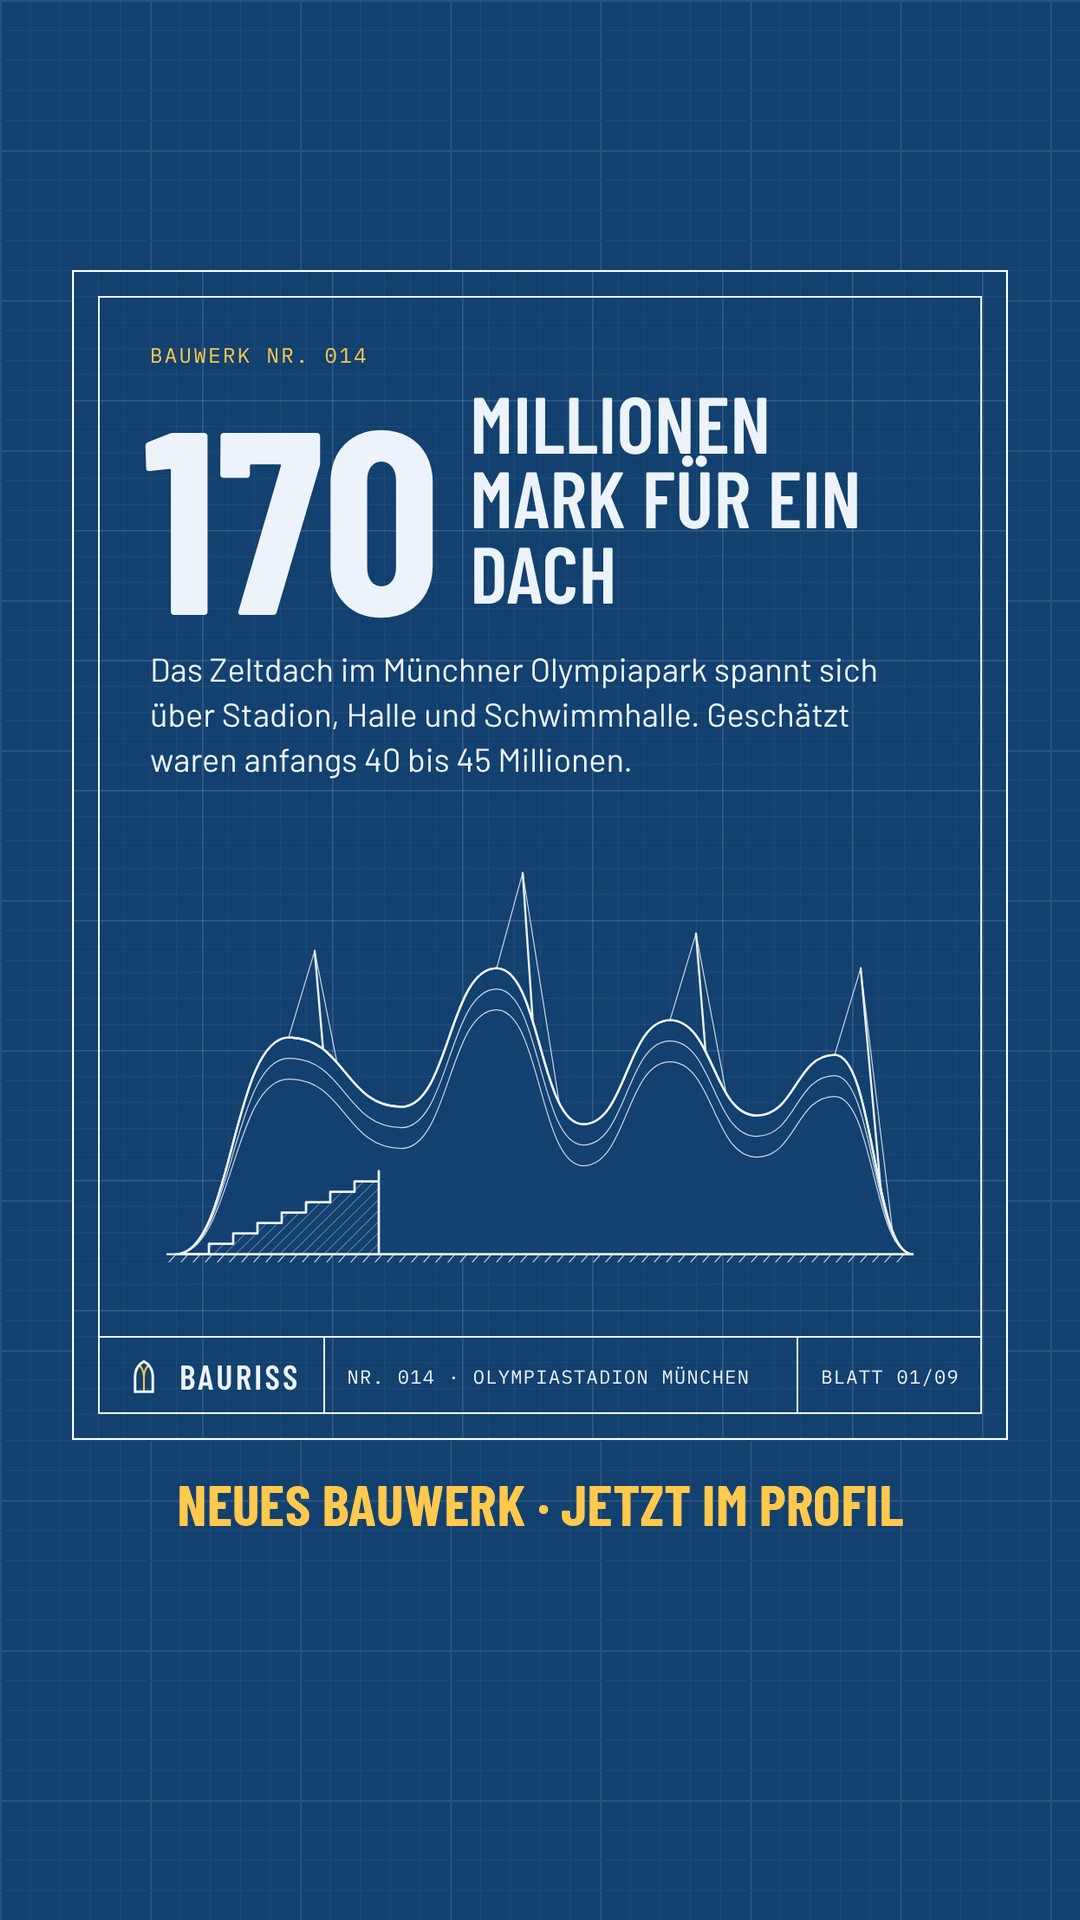 BAUWERK NR. 014
170
MILLIONEN
MARK FÜR EIN
DACH
Das Zeltdach im Münchner Olympiapark spannt sich
über Stadion, Halle und Schwimmhalle. Geschätzt
waren anfangs 40 bis 45 Millionen.
BAURISS
NR. 014 · OLYMPIASTADION MÜNCHEN
BLATT 01/09
NEUES BAUWERK · JETZT IM PROFIL